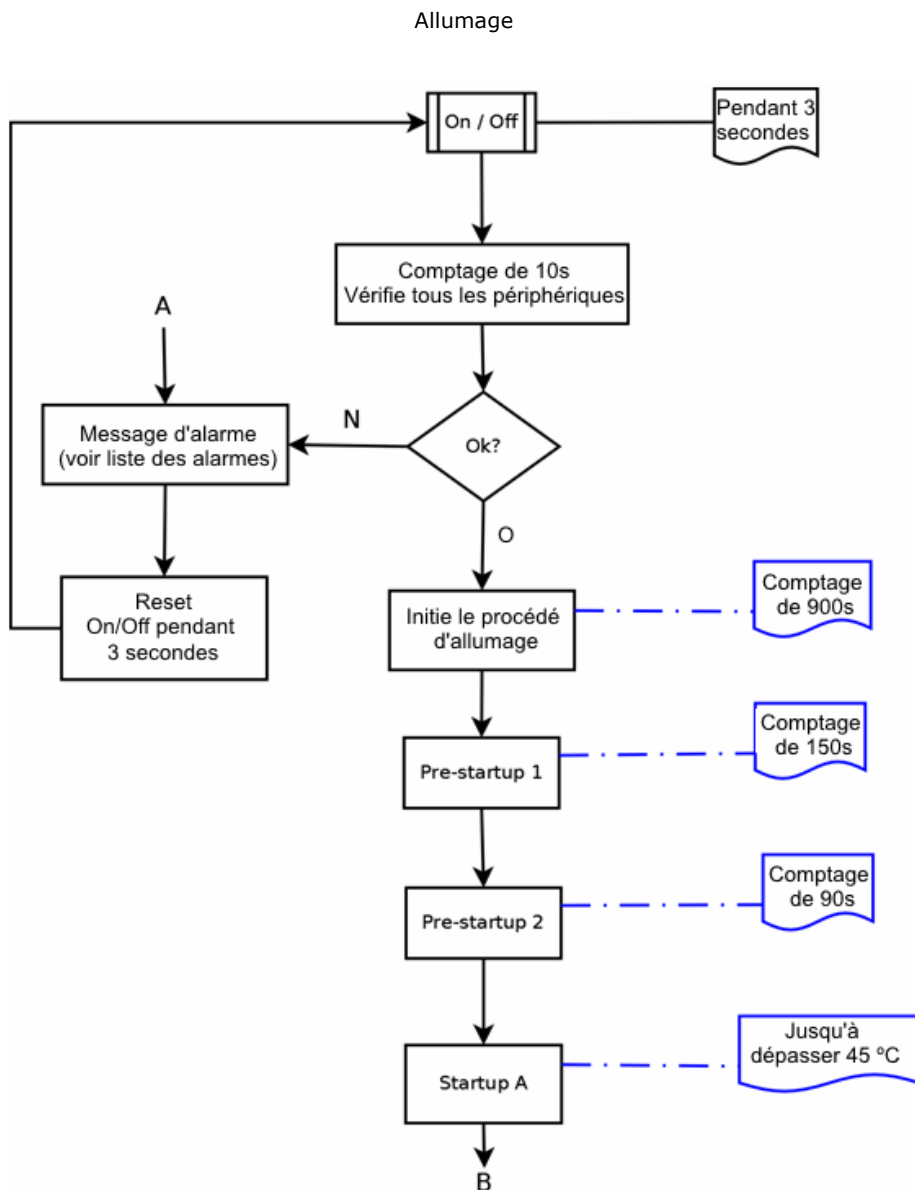 Allumage
On / Off
Pendant 3
secondes
Comptage de 10s
Vérifie tous les périphériques
A
Message d'alarme
(voir liste des alarmes)
N
Ok?
O
Reset
On/Off pendant
3 secondes
Initie le procédé
d'allumage
Comptage
de 900s
Pre-startup 1
Comptage
de 150s
Pre-startup 2
Comptage
de 90s
Startup A
Jusqu'à
dépasser 45 ºC
B